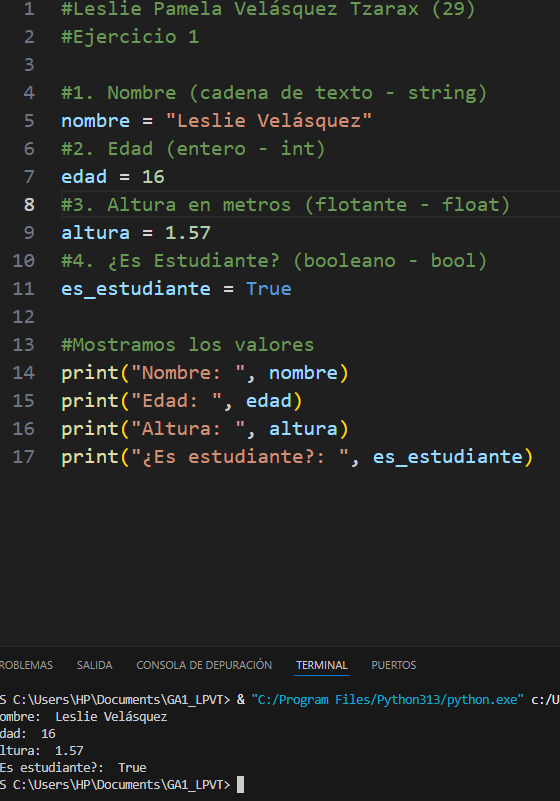 1 #Leslie Pamela Velásquez Tzarax (29)
2 #Ejercicio 1
3
4 #1. Nombre (cadena de texto - string)
5 nombre = "Leslie Velásquez"
6 #2. Edad (entero - int)
7 edad = 16
8 #3. Altura en metros (flotante - float)
9 altura = 1.57
10 #4. ¿Es Estudiante? (booleano - bool)
11 es_estudiante = True
12
13 #Mostramos los valores
14 print("Nombre: ", nombre)
15 print("Edad: ", edad)
16 print("Altura: ", altura)
17 print("¿Es estudiante?: ", es_estudiante)
ROBLEMAS SALIDA CONSOLA DE DEPURACIÓN TERMINAL PUERTOS
S C:\Users\HP\Documents\GA1_LPVT> & "C:/Program Files/Python313/python.exe" c:/U
ombre:  Leslie Velásquez
dad:  16
ltura:  1.57
Es estudiante?:  True
S C:\Users\HP\Documents\GA1_LPVT>